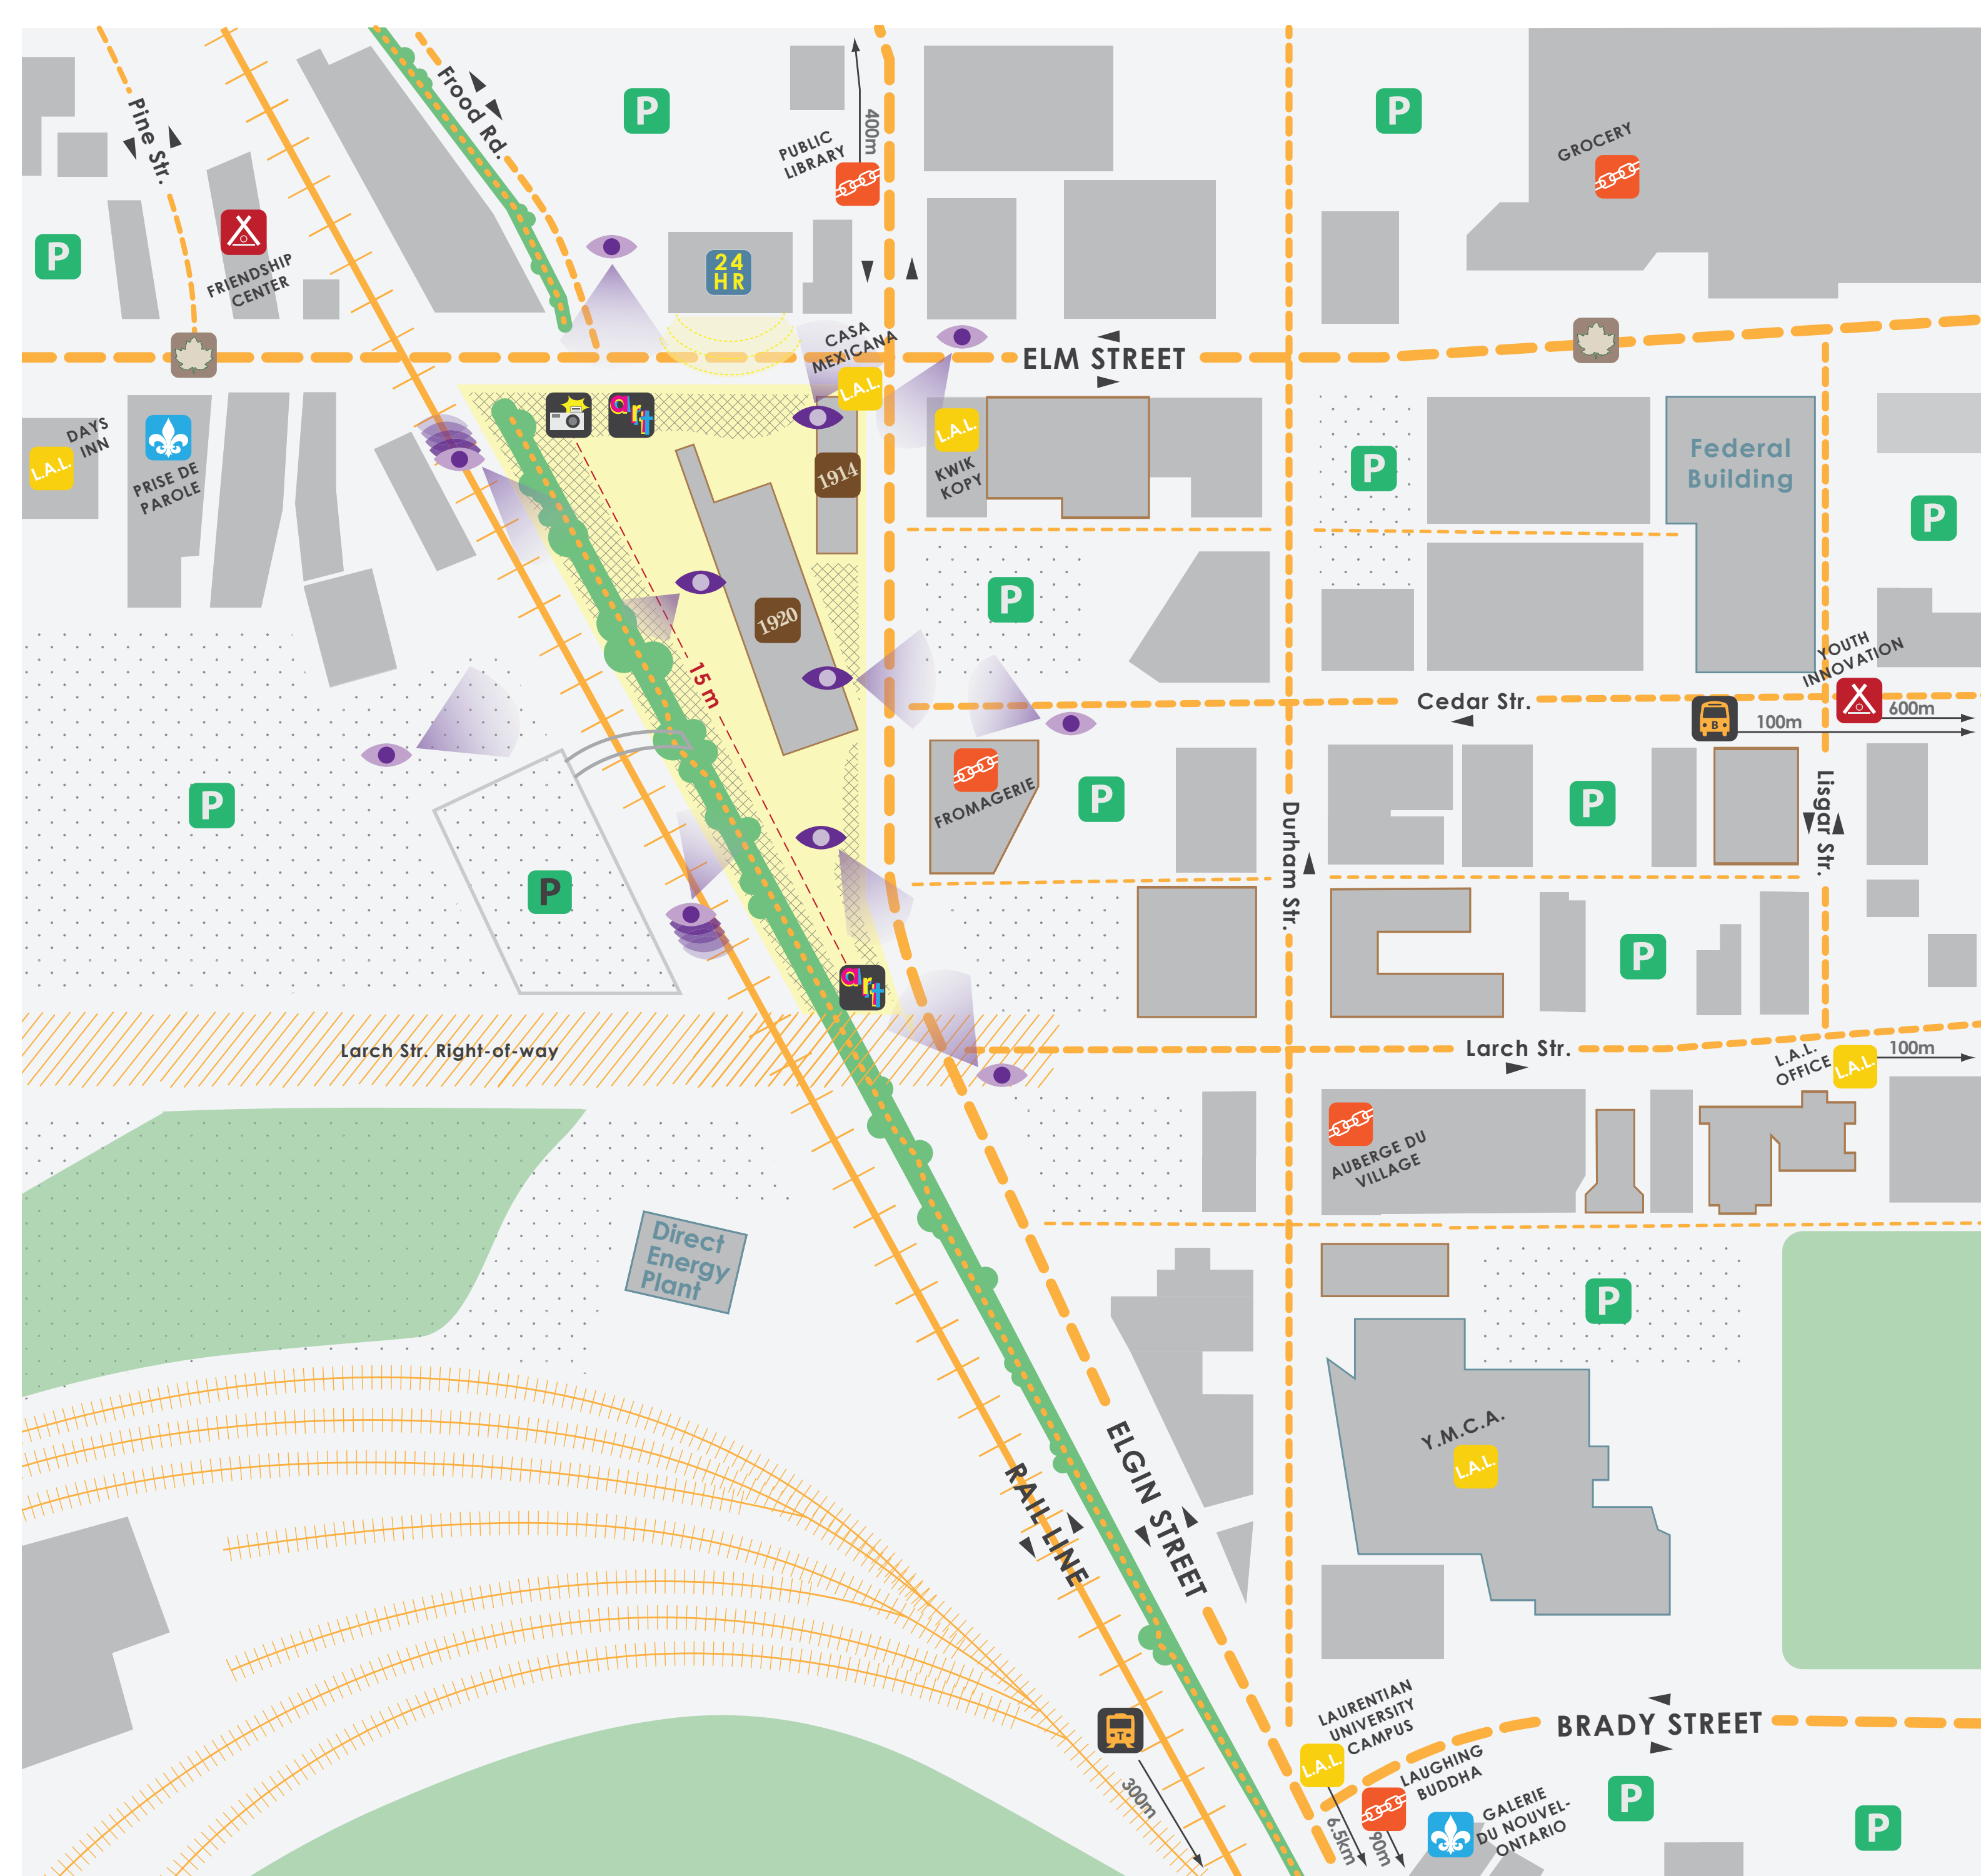 Pine Str.
Frood Rd.
P
P
400m
PUBLIC
LIBRARY
GROCERY
P
FRIENDSHIP
CENTER
24
HR
CASA
MEXICANA
L.A.L.
ELM STREET
DAYS
INN
L.A.L.
PRISE DE
PAROLE
art
1914
L.A.L.
KWIK
KOPY
P
Federal
Building
P
1920
P
15 m
YOUTH
INNOVATION
600m
Cedar Str.
B
100m
P
FROMAGERIE
P
P
Durham Str.
Lisgar Str.
P
P
art
Larch Str. Right-of-way
Larch Str.
L.A.L.
OFFICE
L.A.L.
100m
AUBERGE DU
VILLAGE
Direct
Energy
Plant
P
Y.M.C.A.
L.A.L.
ELGIN STREET
RAIL LINE
T
300m
LAURENTIAN
UNIVERSITY
CAMPUS
L.A.L.
6.5km
LAUGHING
BUDDHA
90m
BRADY STREET
GALERIE
DU NOUVEL-
ONTARIO
P
P